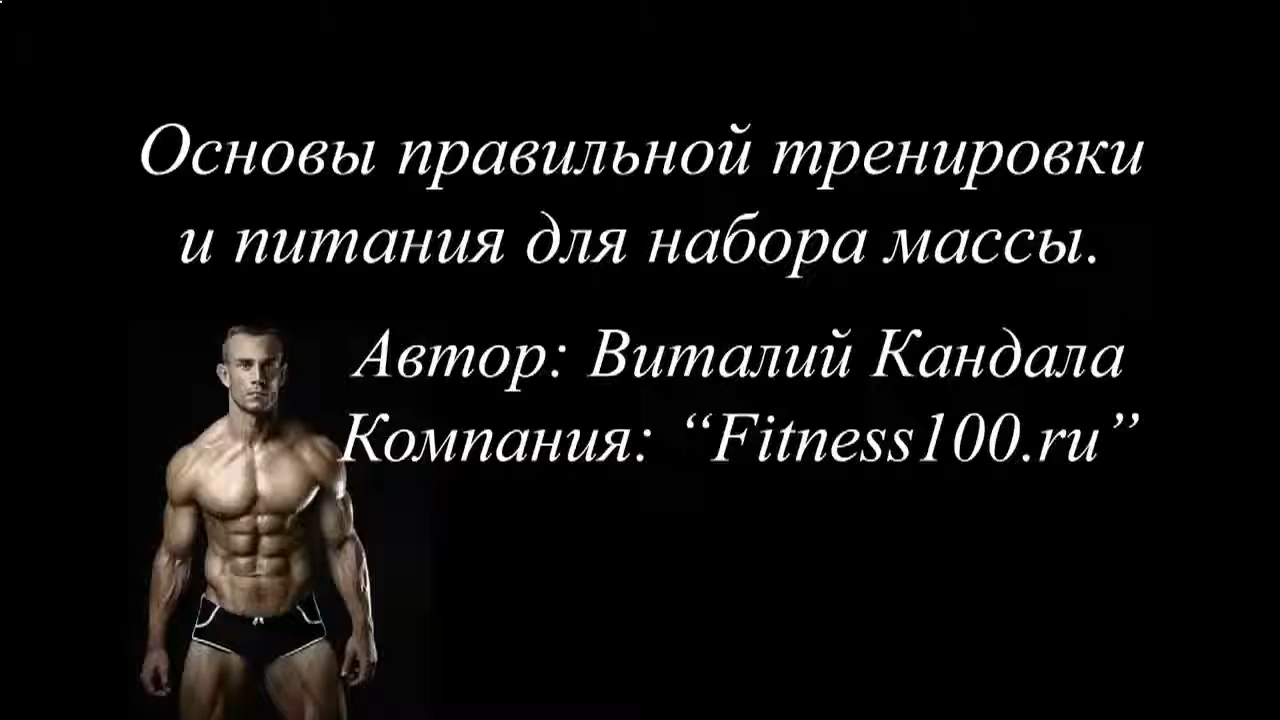 Основы правильной тренировки
и питания для набора массы.
Автор: Виталий Кандала
Компания: “Fitness100.ru”